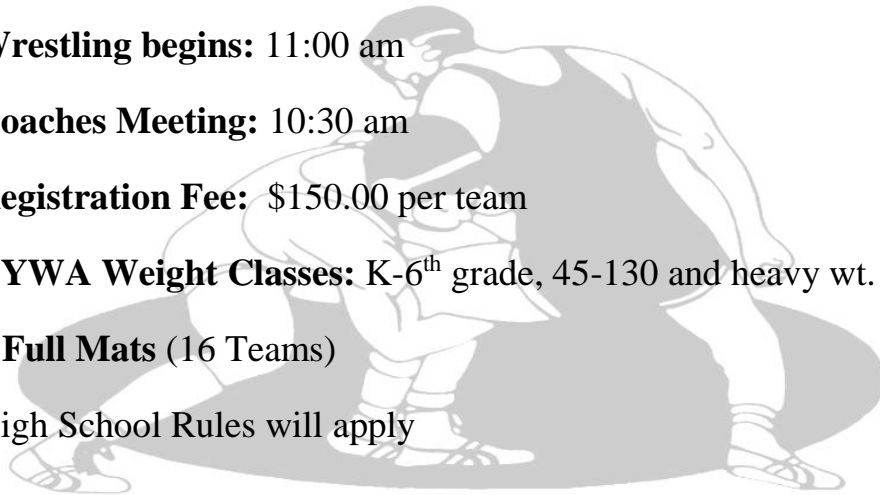 restling begins: 11:00 am
oaches Meeting: 10:30 am
egistration Fee: $150.00 per team
YWA Weight Classes: K-6th grade, 45-130 and heavy wt.
Full Mats (16 Teams)
igh School Rules will apply